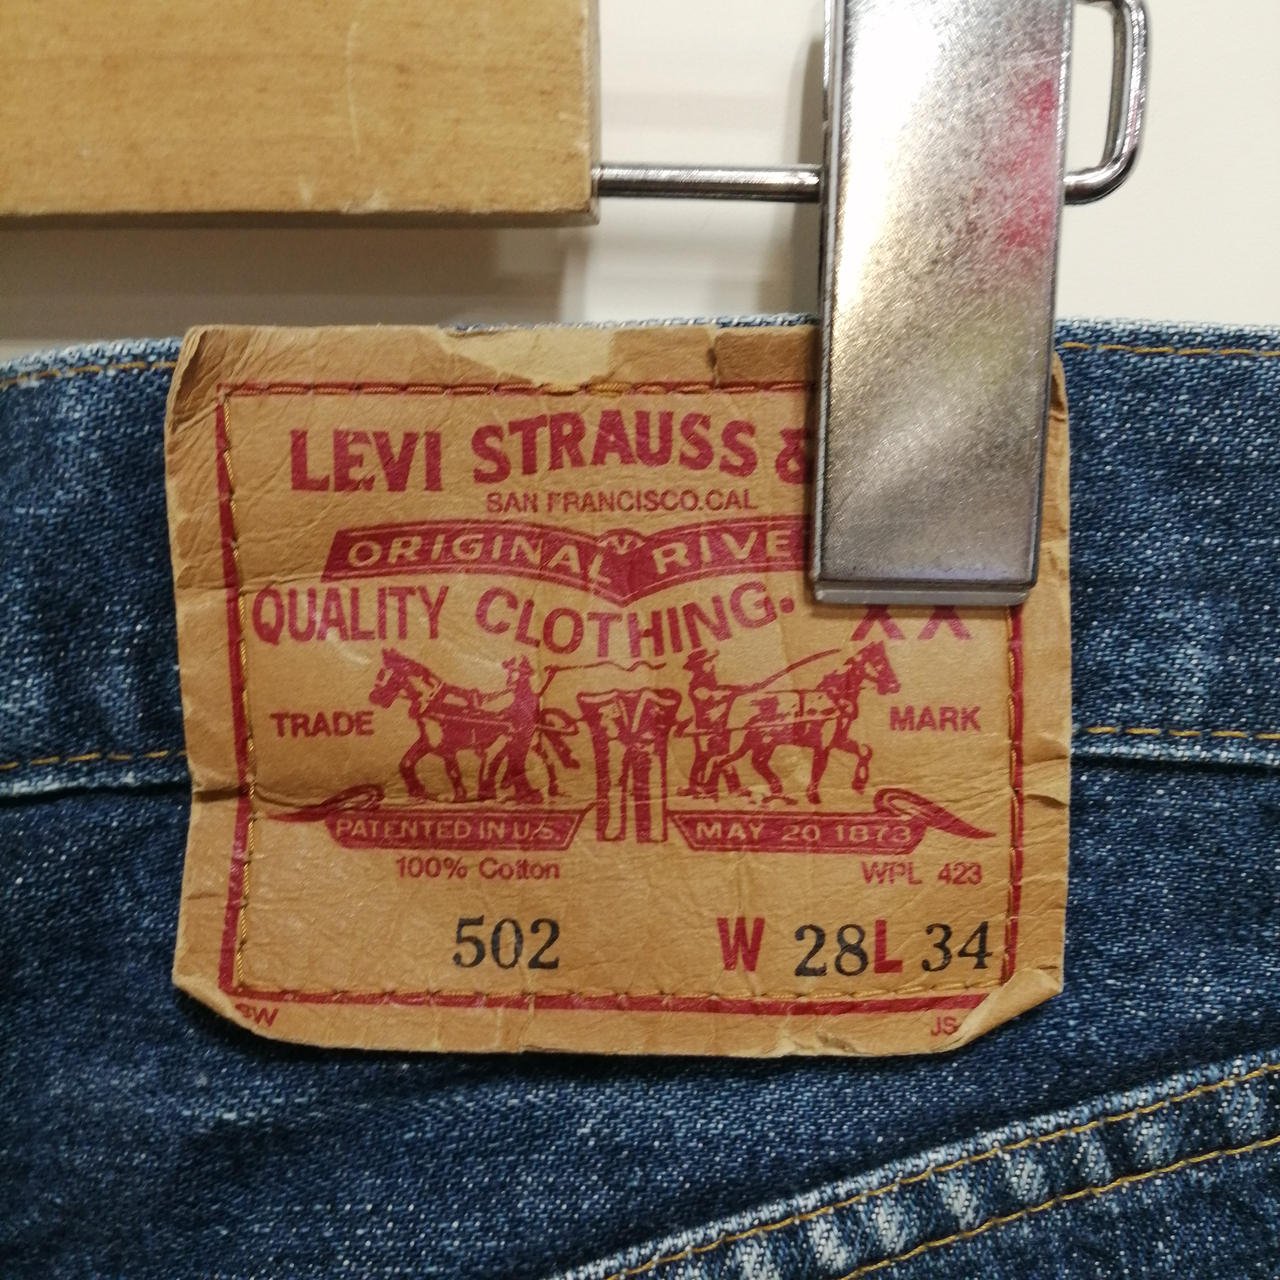 LEVI STRAUSS &
SAN FRANCISCO.CAL
ORIGINAL RIVE
QUALITY CLOTHING.
XX
TRADE MARK
PATENTED IN U.S. MAY 20 1873
100% Cotton WPL 423
502 W 28 L 34
SW JS